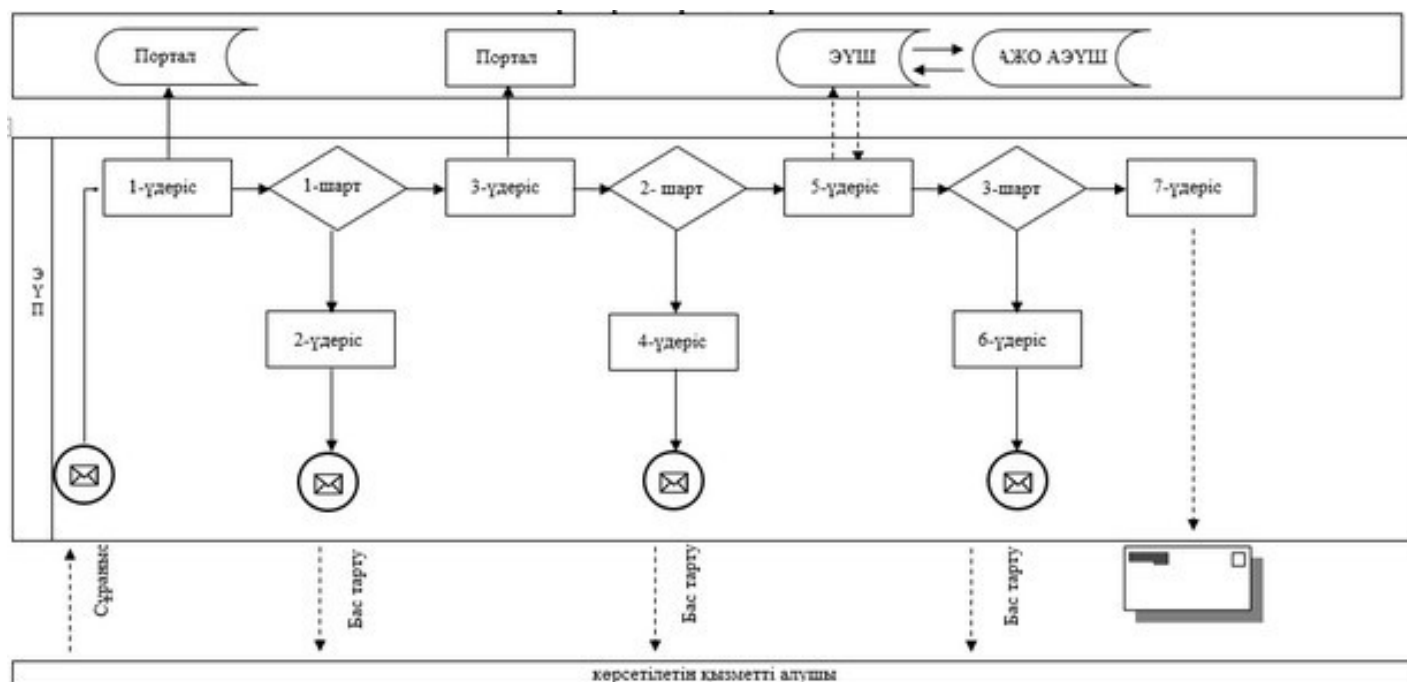 Портал
Портал
ЭҮШ
АЖО АЭҮШ
1-үдеріс
1-шарт
3-үдеріс
2- шарт
5-үдеріс
3-шарт
7-үдеріс
ЭҮП
2-үдеріс
4-үдеріс
6-үдеріс
Сұраныс
Бас тарту
Бас тарту
Бас тарту
көрсетілетін қызметті алушы